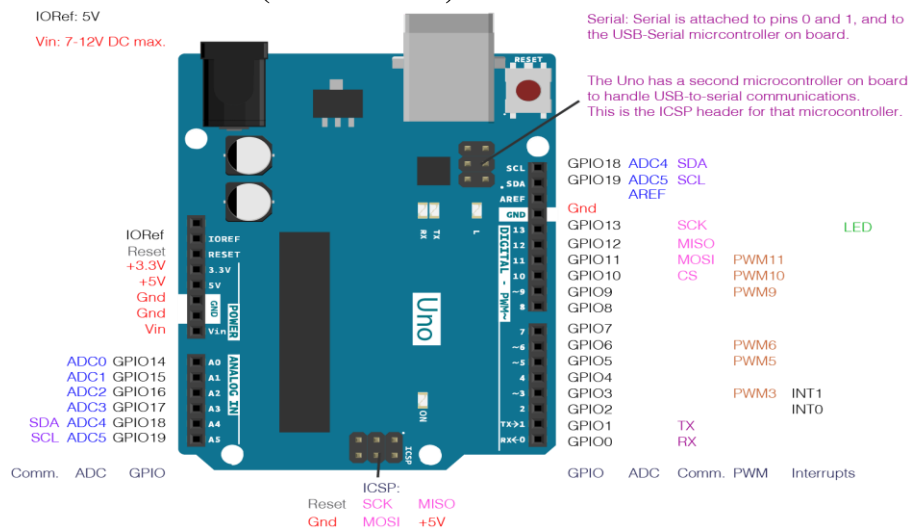 IORef: 5V
Vin: 7-12V DC max.
Serial: Serial is attached to pins 0 and 1, and to
the USB-Serial micrcontroller on board.
The Uno has a second microcontroller on board
to handle USB-to-serial communications.
This is the ICSP header for that microcontroller.
RESET
SCL GPIO18 ADC4 SDA
SDA GPIO19 ADC5 SCL
AREF AREF
GND Gnd
13 GPIO13 SCK LED
12 GPIO12 MISO
11 GPIO11 MOSI PWM11
10 GPIO10 CS PWM10
~9 GPIO9 PWM9
8 GPIO8
7 GPIO7
~6 GPIO6 PWM6
~5 GPIO5 PWM5
4 GPIO4
~3 GPIO3 PWM3 INT1
2 GPIO2 INT0
TX→1 GPIO1 TX
RX←0 GPIO0 RX
DIGITAL - PWM~
RX
TX
L
Uno
ON
IORef IOREF
Reset RESET
+3.3V 3.3V
+5V 5V
Gnd GND
Gnd
Vin Vin
POWER
ADC0 GPIO14 A0
ADC1 GPIO15 A1
ADC2 GPIO16 A2
ADC3 GPIO17 A3
SDA ADC4 GPIO18 A4
SCL ADC5 GPIO19 A5
ANALOG IN
ICSP
Comm. ADC GPIO
GPIO ADC Comm. PWM Interrupts
ICSP:
Reset SCK MISO
Gnd MOSI +5V